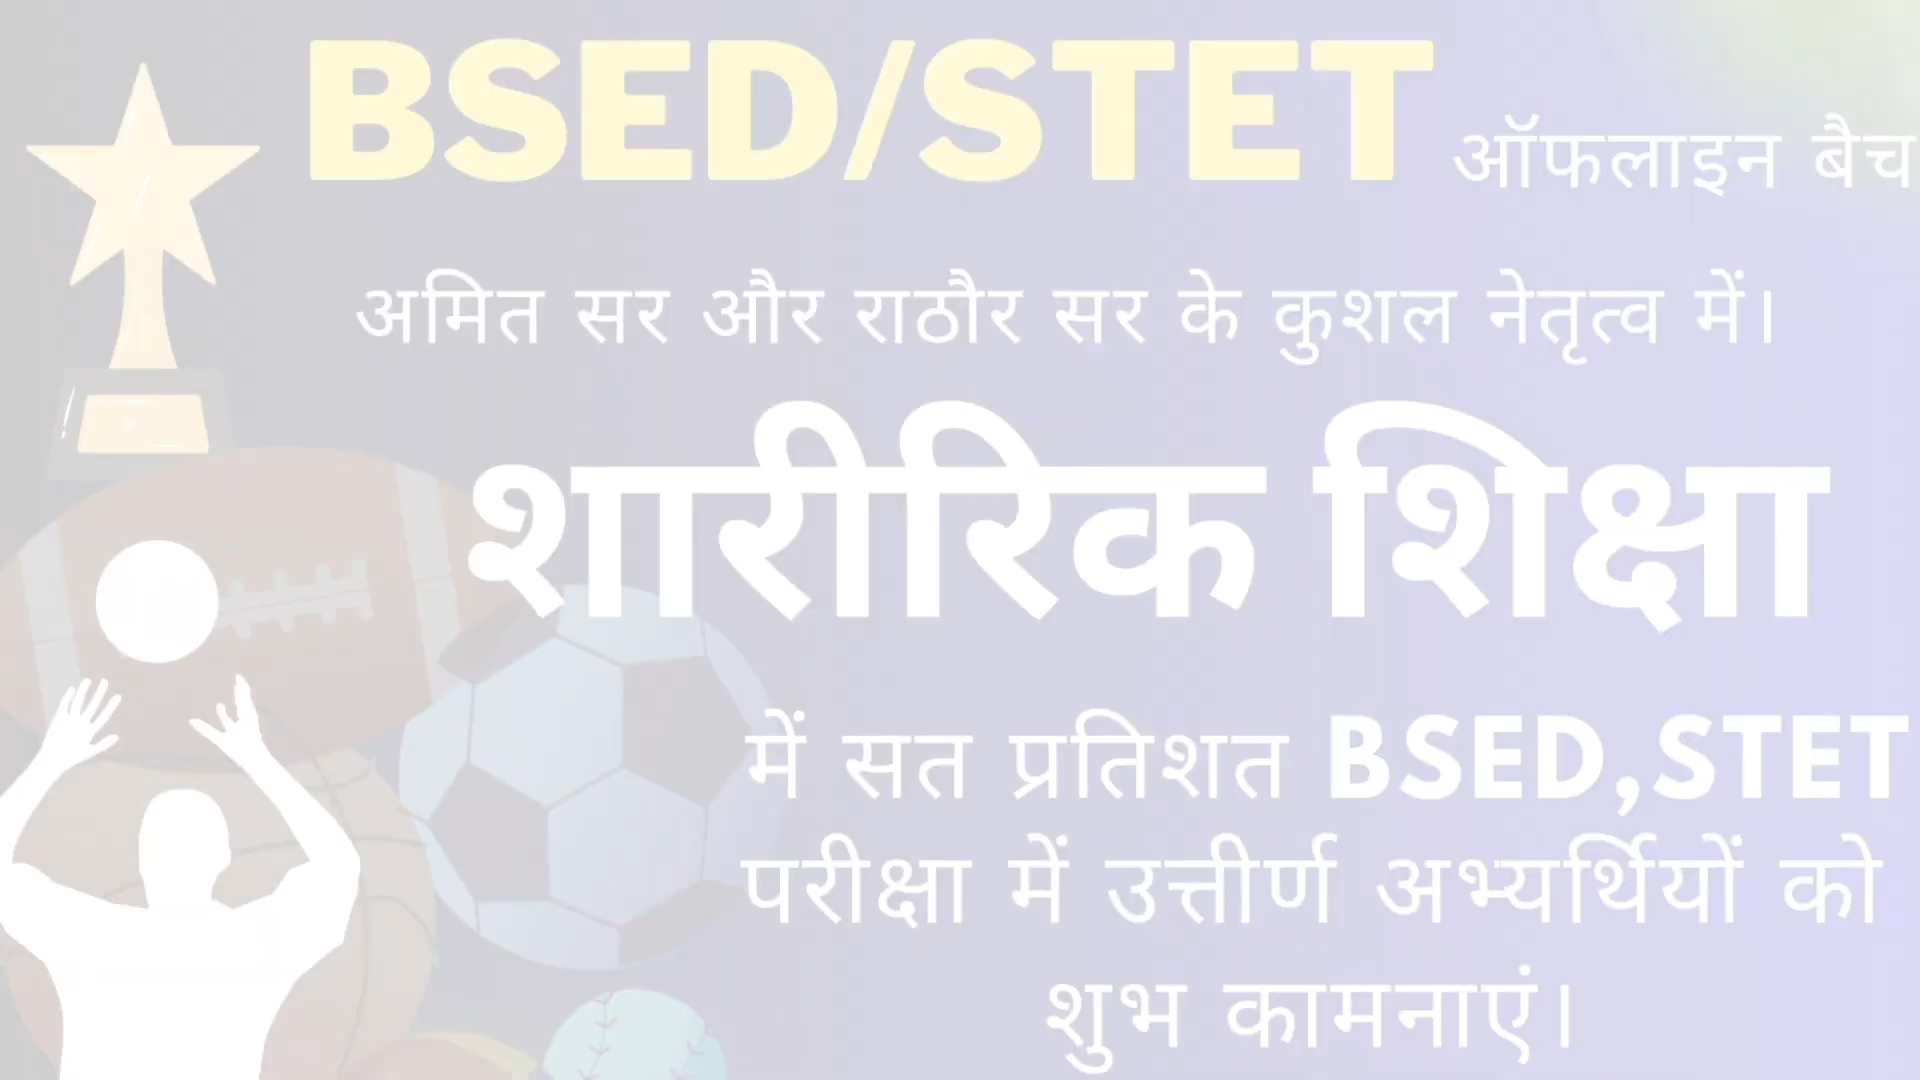 BSED/STET ऑफलाइन बैच
अमित सर और राठौर सर के कुशल नेतृत्व में।
शारीरिक शिक्षा
में सत प्रतिशत BSED,STET
परीक्षा में उत्तीर्ण अभ्यर्थियों को
शुभ कामनाएं।